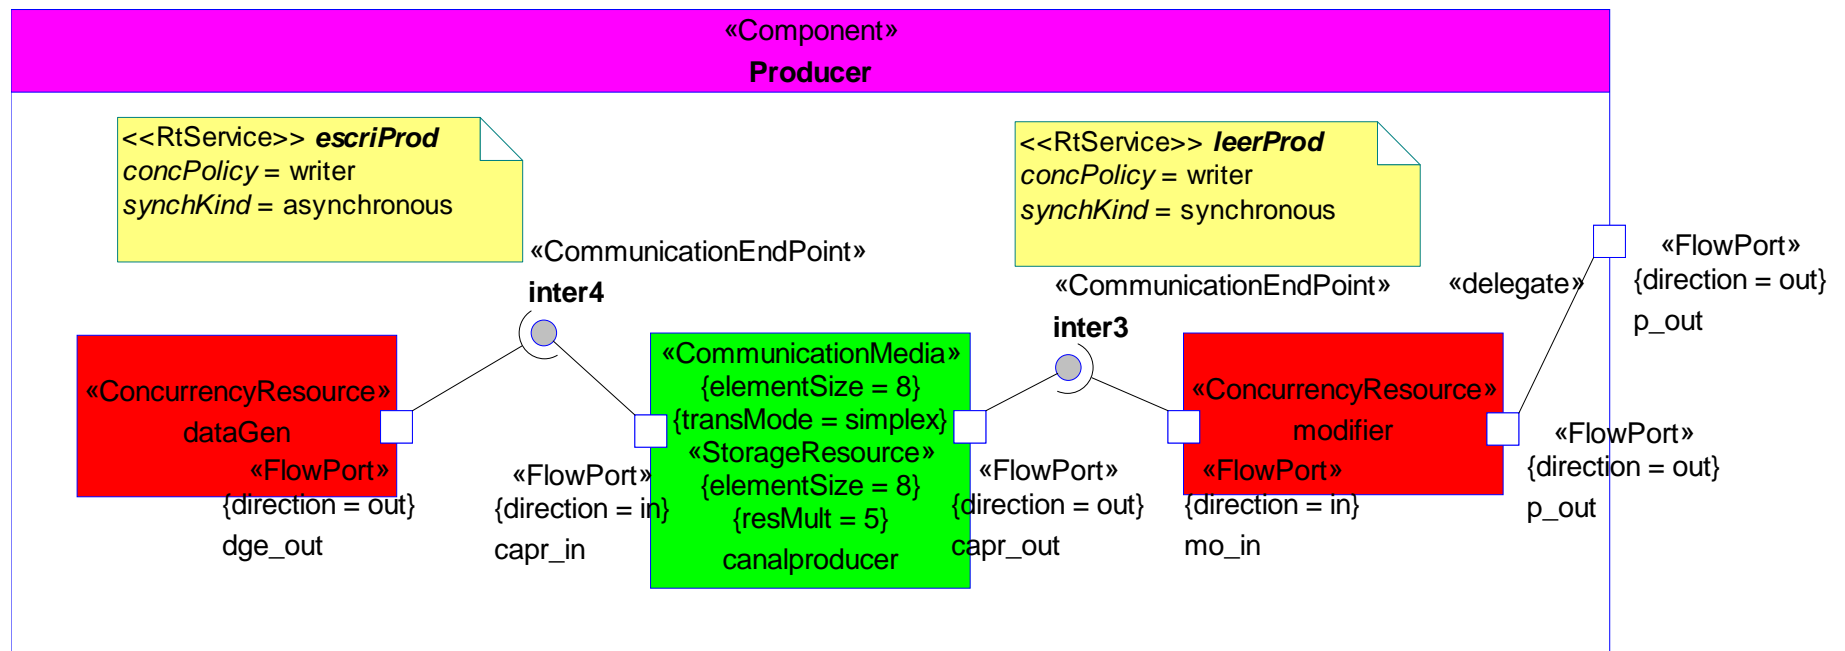 «Component»
Producer
<<RtService>> escriProd
concPolicy = writer
synchKind = asynchronous
<<RtService>> leerProd
concPolicy = writer
synchKind = synchronous
«CommunicationEndPoint»
inter4
«CommunicationEndPoint»
inter3
«delegate»
«FlowPort»
{direction = out}
p_out
«ConcurrencyResource»
dataGen
«FlowPort»
{direction = out}
dge_out
«FlowPort»
{direction = in}
capr_in
«CommunicationMedia»
{elementSize = 8}
{transMode = simplex}
«StorageResource»
{elementSize = 8}
{resMult = 5}
canalproducer
«FlowPort»
{direction = out}
capr_out
«ConcurrencyResource»
modifier
«FlowPort»
{direction = in}
mo_in
«FlowPort»
{direction = out}
p_out